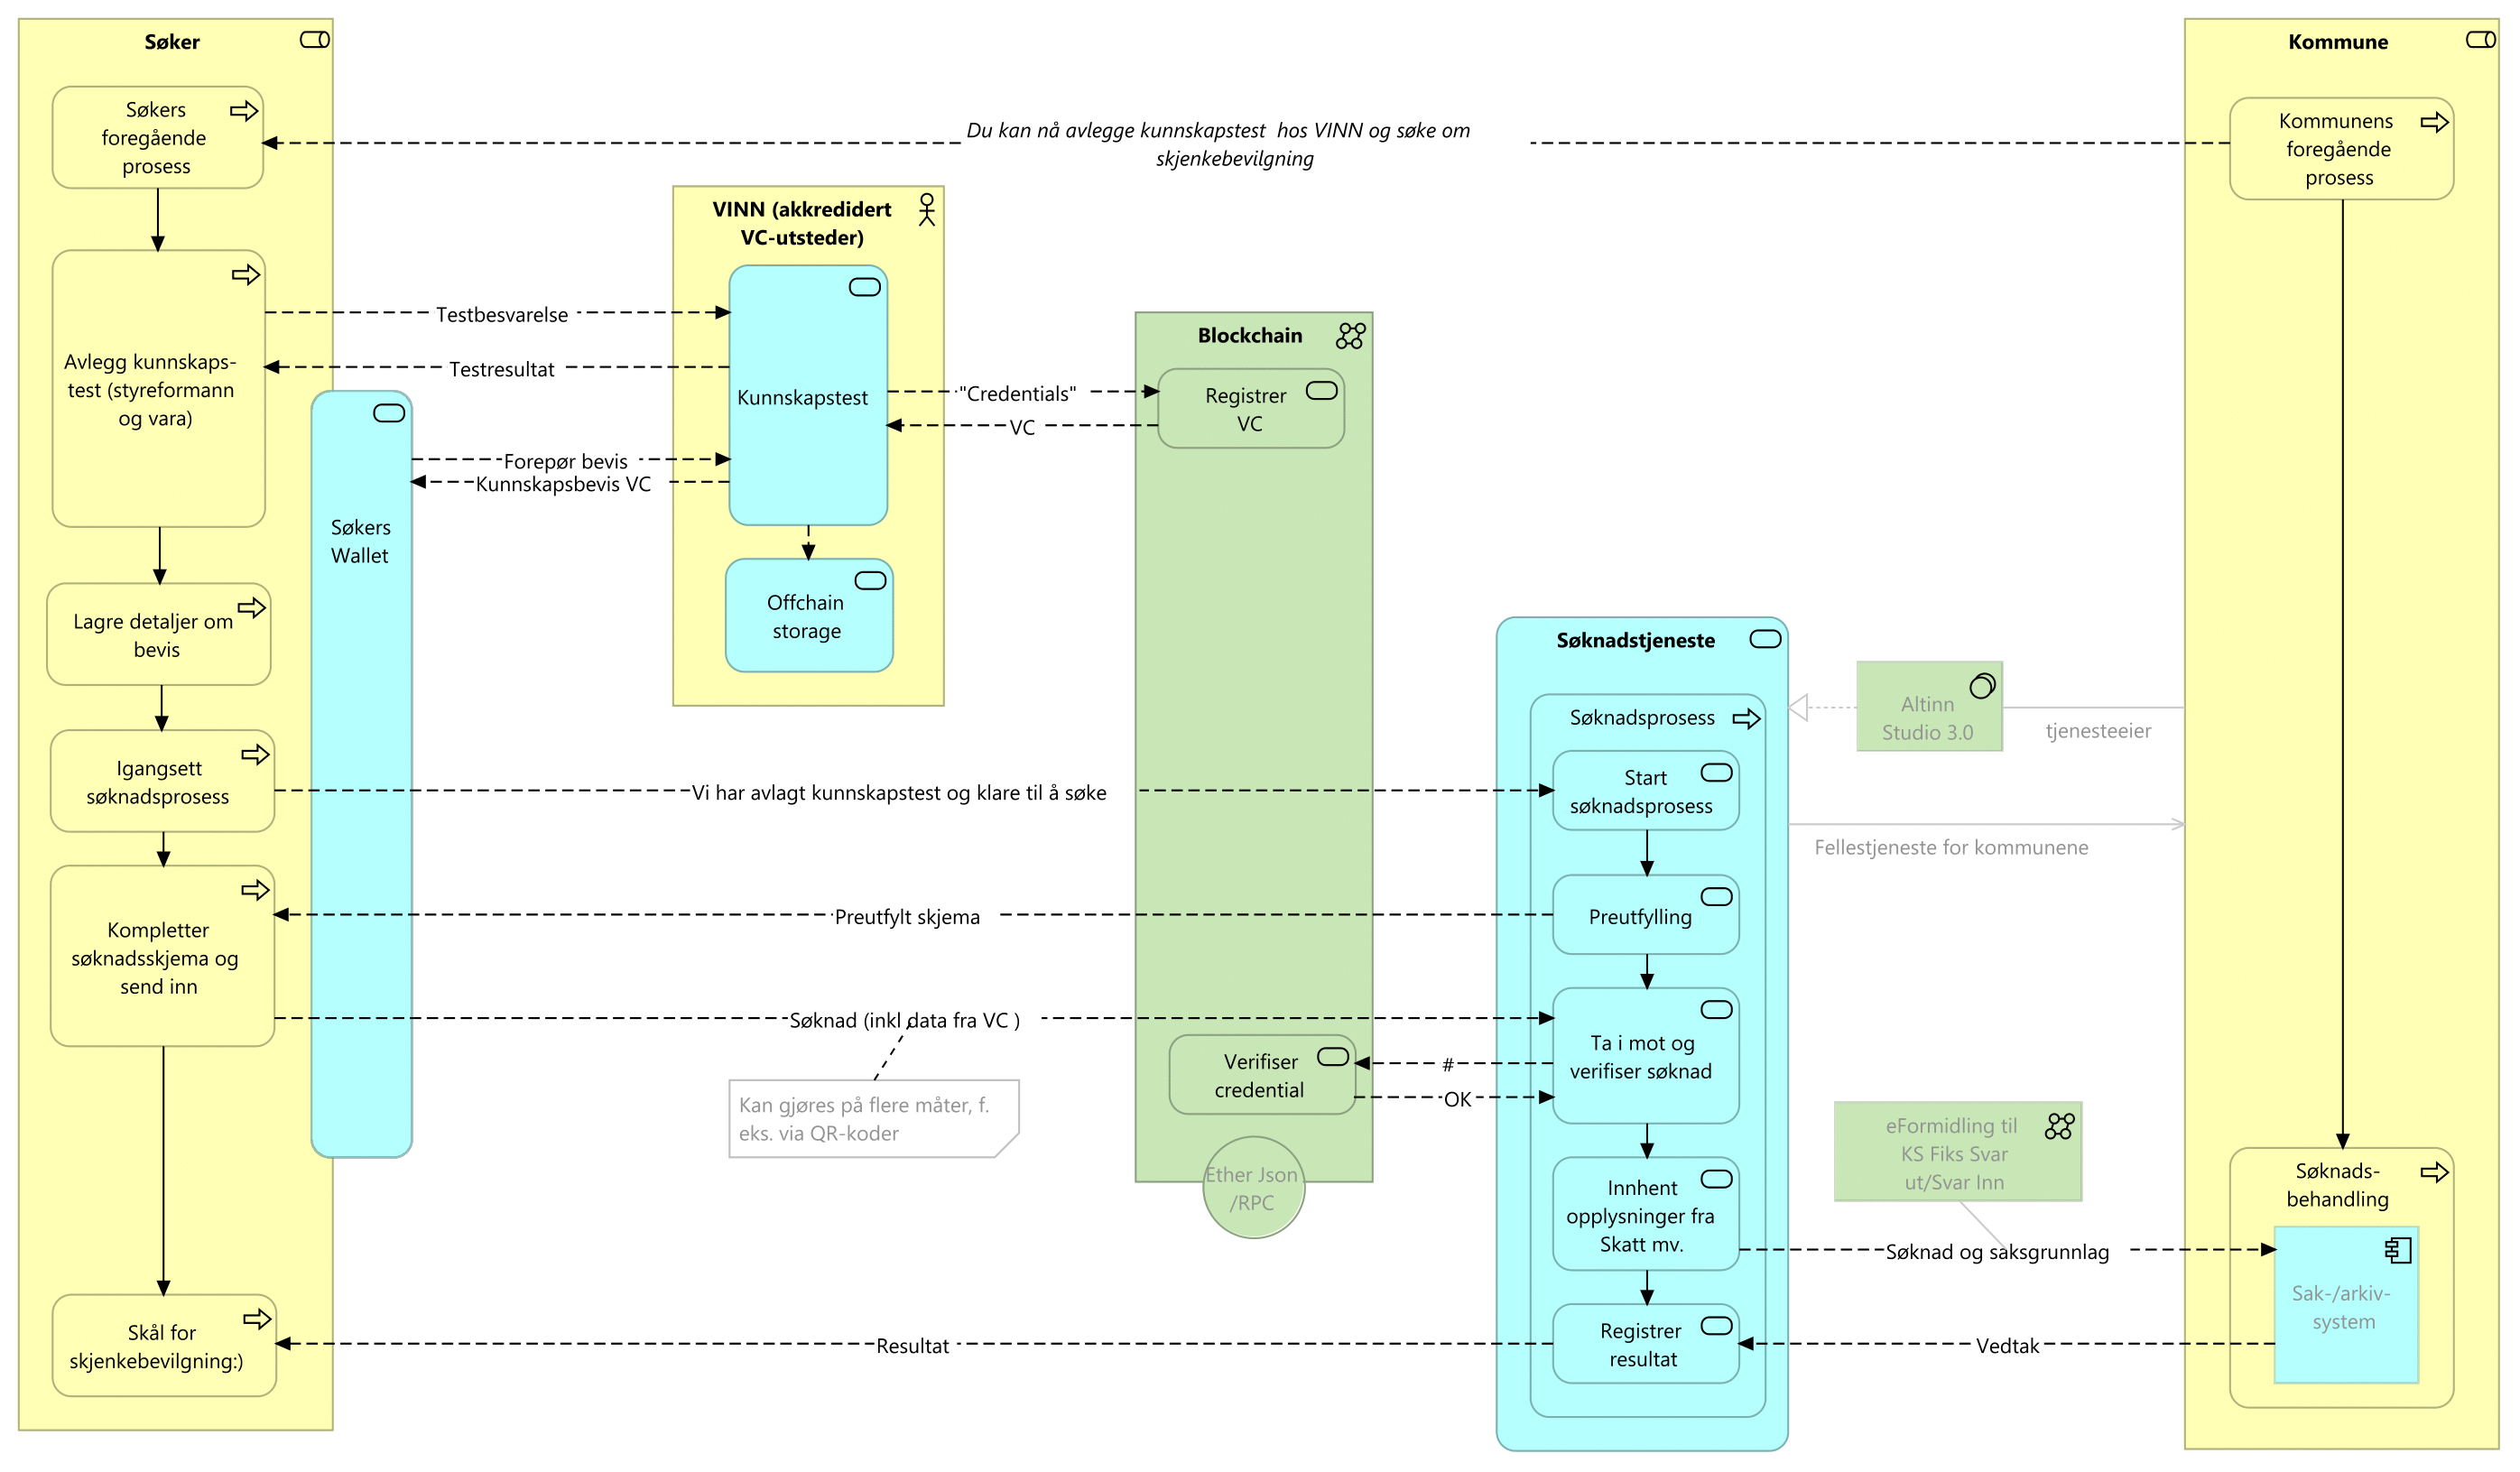 Søker
Søkers
foregående
prosess
Avlegg kunnskaps-
test (styreformann
og vara)
Lagre detaljer om
bevis
Igangsett
søknadsprosess
Kompletter
søknadsskjema og
send inn
Skål for
skjenkebevilgning:)
Søkers
Wallet
Du kan nå avlegge kunnskapstest  hos VINN og søke om
skjenkebevilgning
Testbesvarelse
Testresultat
Forepør bevis
Kunnskapsbevis VC
VINN (akkredidert
VC-utsteder)
Kunnskapstest
Offchain
storage
"Credentials"
VC
Blockchain
Registrer
VC
Vi har avlagt kunnskapstest og klare til å søke
Preutfylt skjema
Søknad (inkl data fra VC )
Kan gjøres på flere måter, f.
eks. via QR-koder
Verifiser
credential
Ether Json
/RPC
#
OK
Resultat
Søknadstjeneste
Søknadsprosess
Start
søknadsprosess
Preutfylling
Ta i mot og
verifiser søknad
Innhent
opplysninger fra
Skatt mv.
Registrer
resultat
Altinn
Studio 3.0
tjenesteeier
Fellestjeneste for kommunene
eFormidling til
KS Fiks Svar
ut/Svar Inn
Søknad og saksgrunnlag
Vedtak
Kommune
Kommunens
foregående
prosess
Søknads-
behandling
Sak-/arkiv-
system